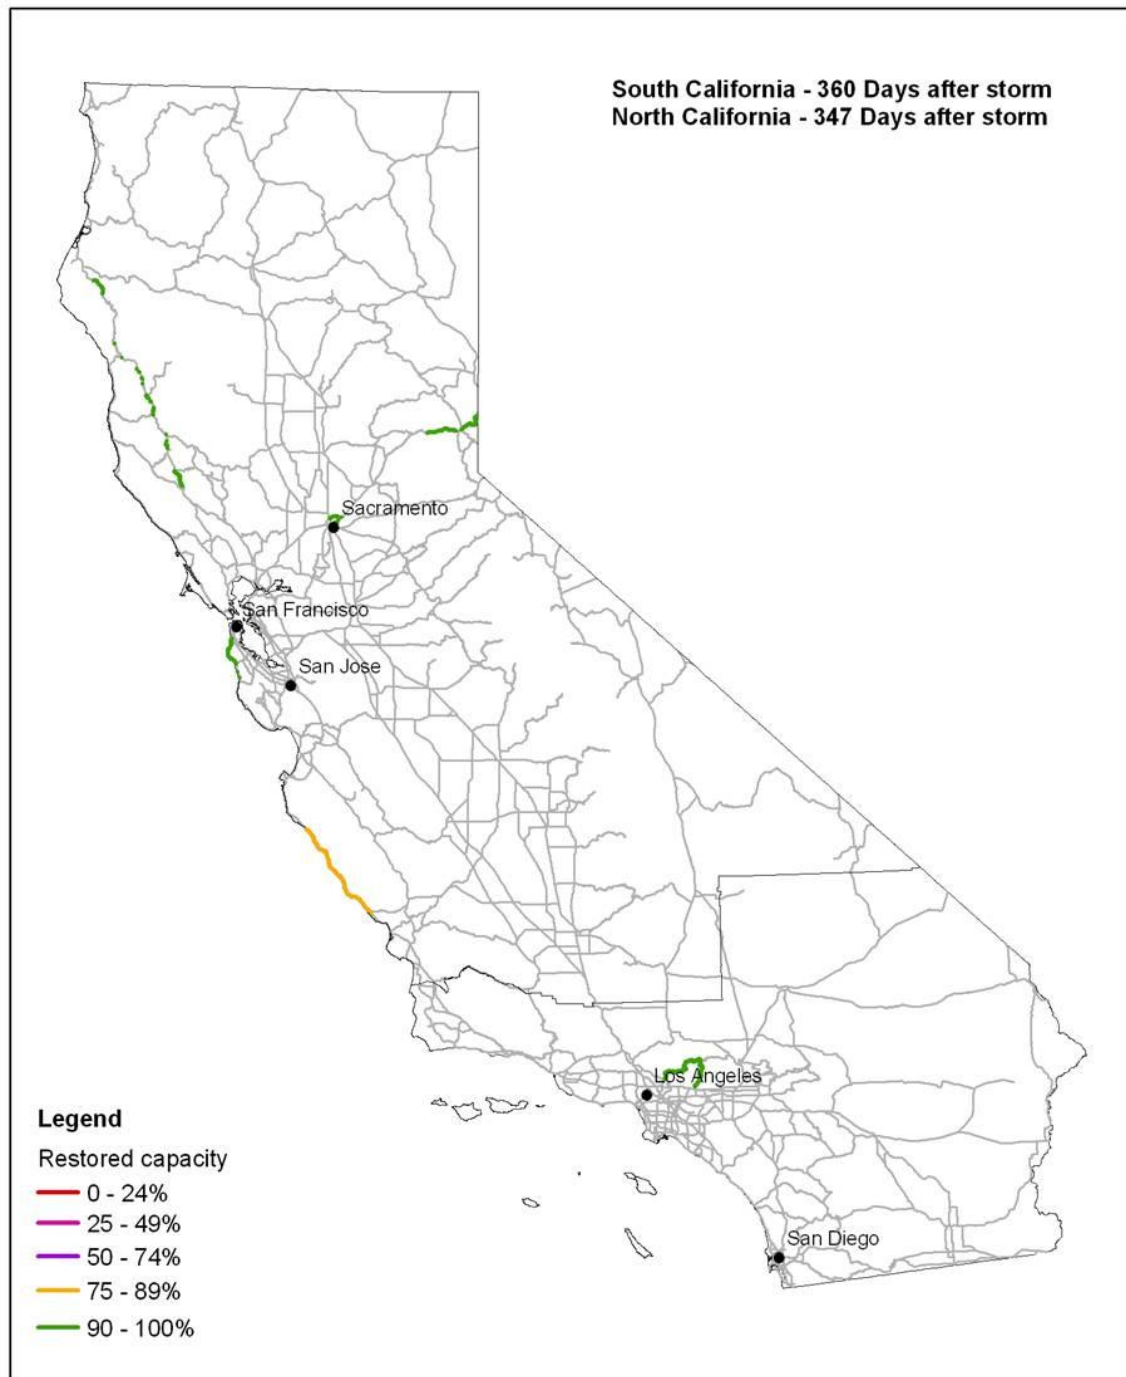 South California - 360 Days after storm
North California - 347 Days after storm
Sacramento
San Francisco
San Jose
Los Angeles
San Diego
Legend
Restored capacity
0 - 24%
25 - 49%
50 - 74%
75 - 89%
90 - 100%